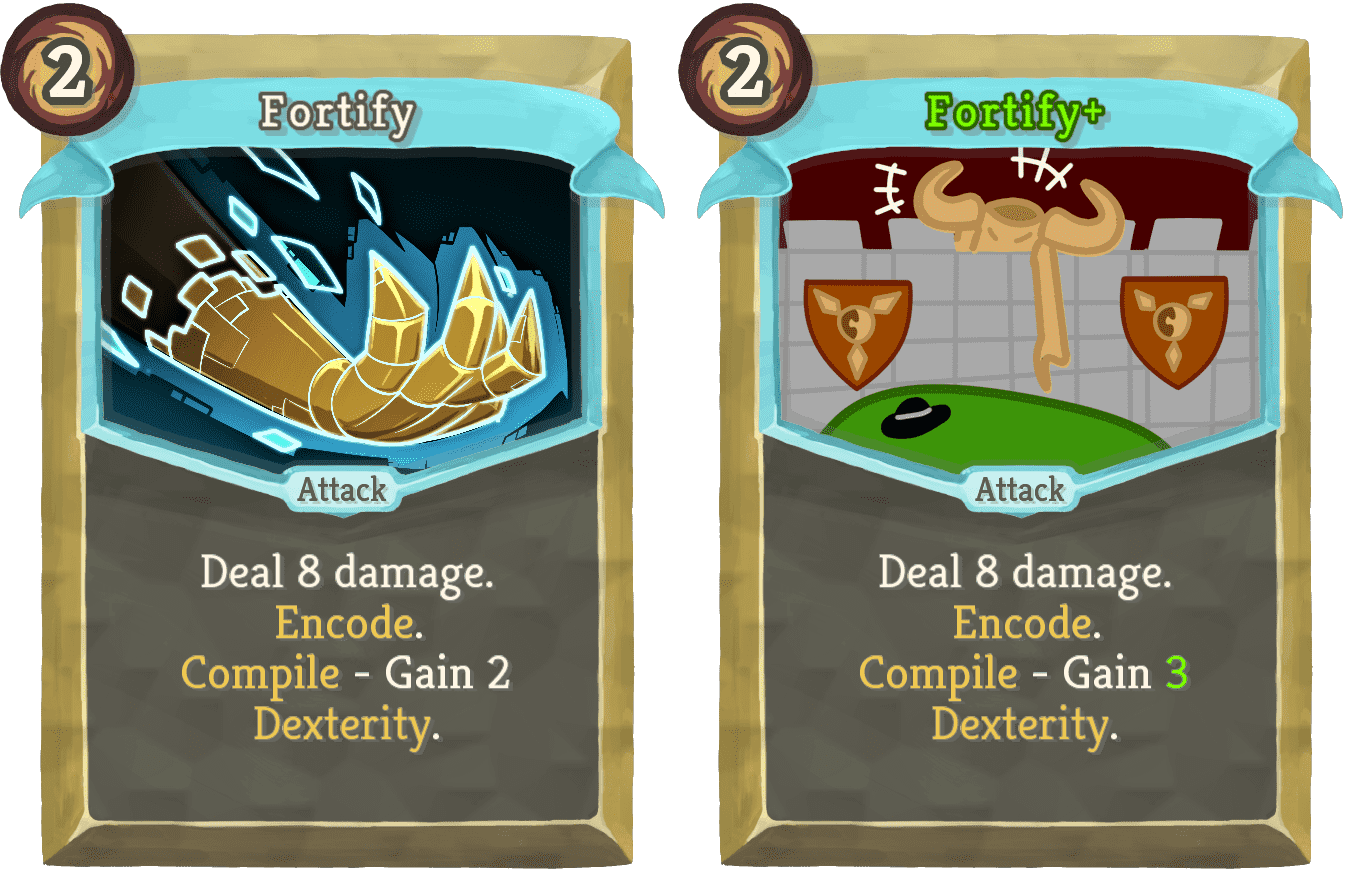 2
Fortify
Attack
Deal 8 damage.
Encode.
Compile - Gain 2
Dexterity.
2
Fortify+
Attack
Deal 8 damage.
Encode.
Compile - Gain 3
Dexterity.